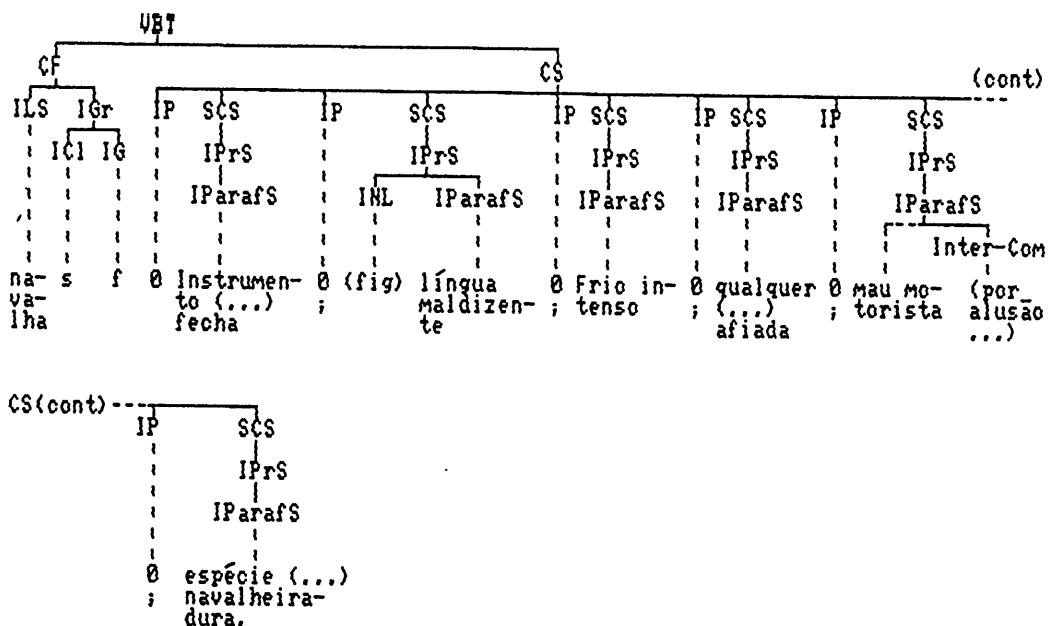 VBT
CF CS (cont)
ILS IGr IP SCS IP SCS IP SCS IP SCS IP SCS
ICl IG IPrS IPrS IPrS IPrS IPrS
IParafS INL IParafS IParafS IParafS IParafS
Inter-Com
na- s f 0 Instrumen- 0 (fig) língua 0 Frio in- 0 qualquer 0 mau mo- (por
va- to (...) ; maldizen- ; tenso ; (...) ; torista alusão
lha fecha te afiada ...)
CS(cont)
IP SCS
IPrS
IParafS
0 espécie (...)
; navalheira-
dura.